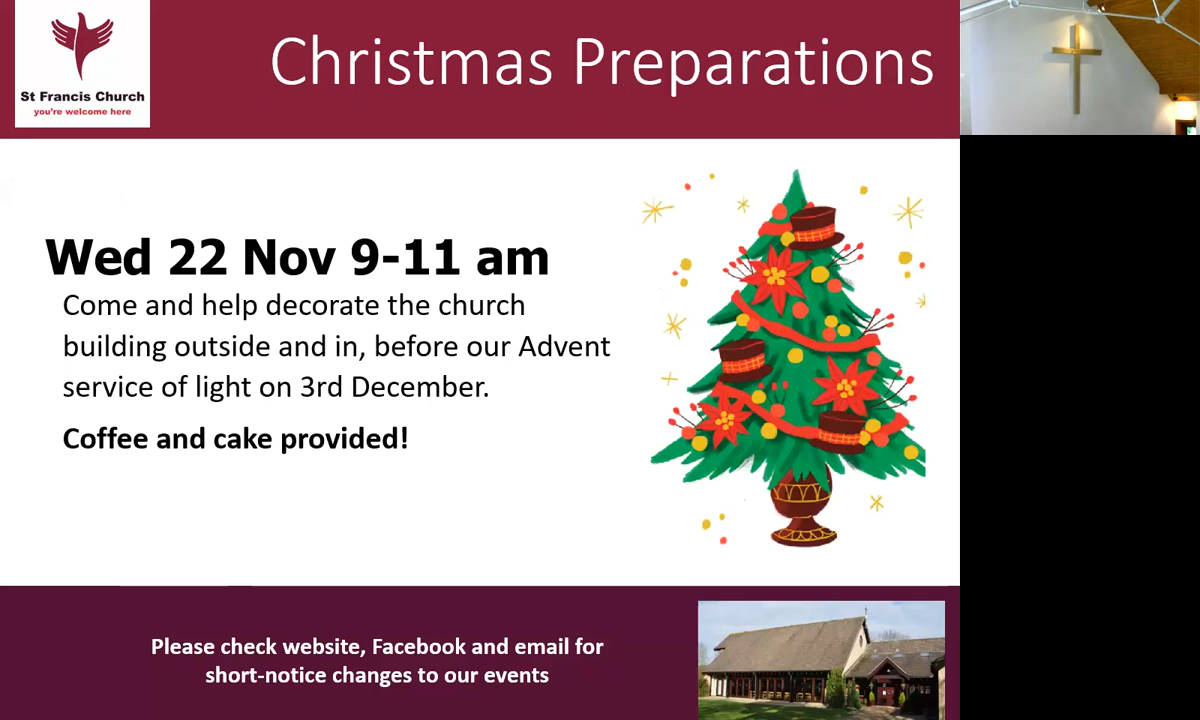 St Francis Church
you're welcome here
Christmas Preparations
Wed 22 Nov 9-11 am
Come and help decorate the church
building outside and in, before our Advent
service of light on 3rd December.
Coffee and cake provided!
Please check website, Facebook and email for
short-notice changes to our events